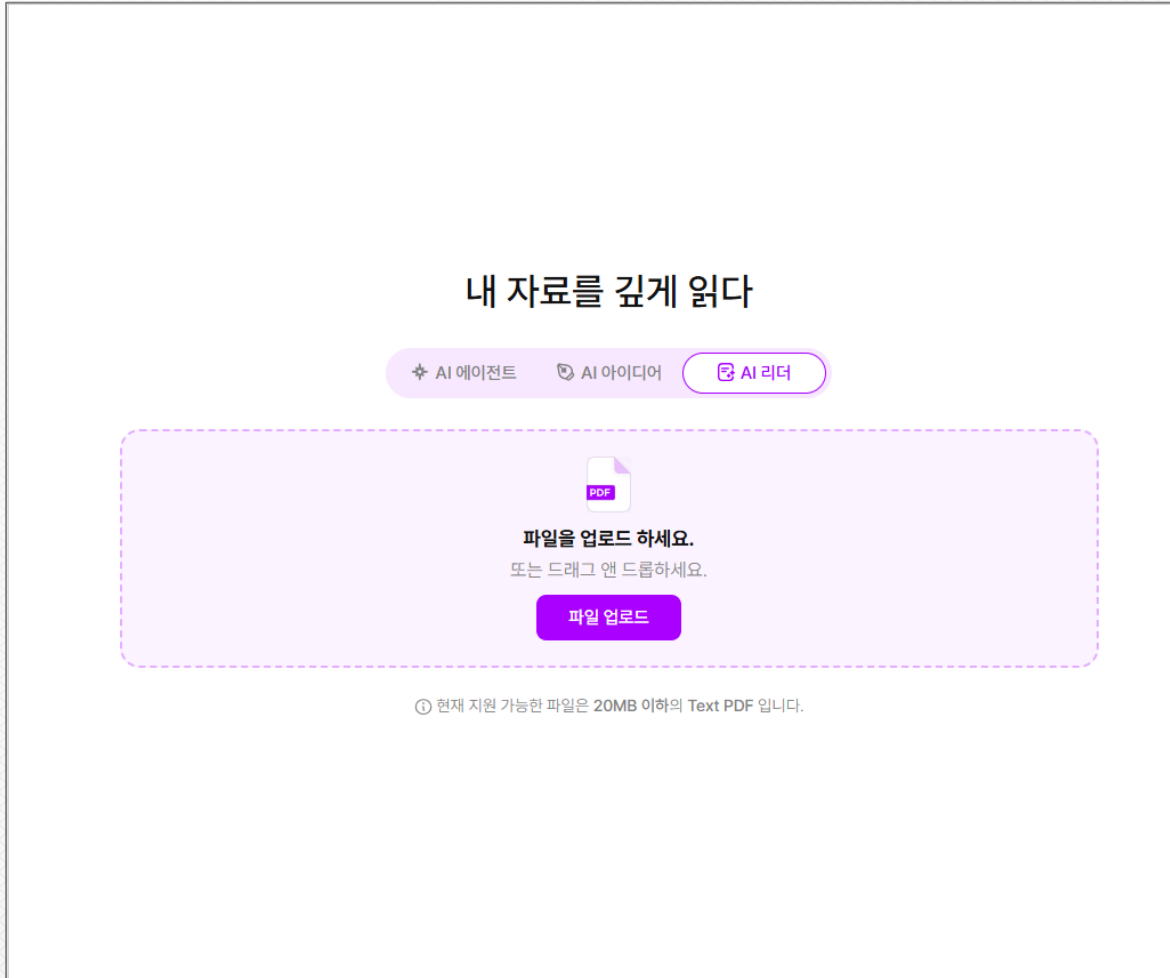 내 자료를 깊게 읽다
AI 에이전트 AI 아이디어 AI 리더
PDF
파일을 업로드 하세요.
또는 드래그 앤 드롭하세요.
파일 업로드
현재 지원 가능한 파일은 20MB 이하의 Text PDF 입니다.